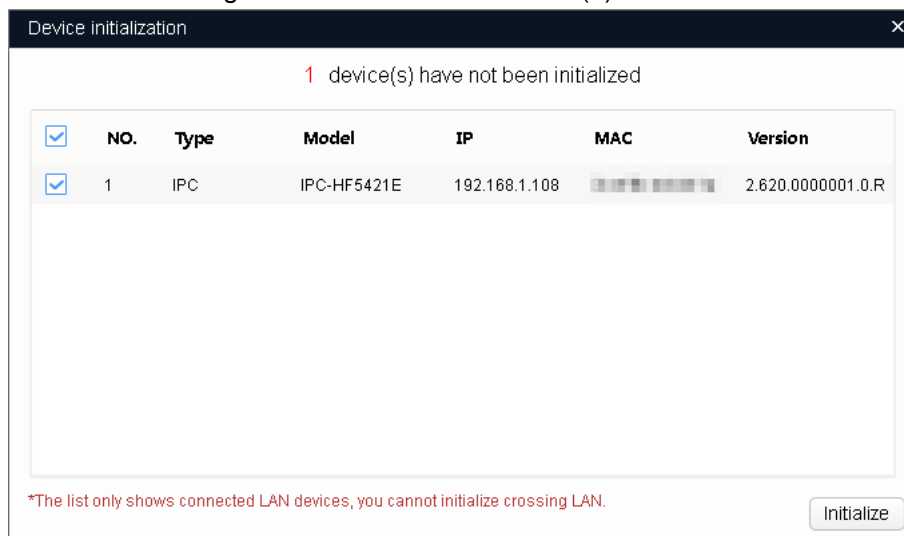 Device initialization ×
1 device(s) have not been initialized
NO. Type Model IP MAC Version
1 IPC IPC-HF5421E 192.168.1.108 2.620.0000001.0.R
*The list only shows connected LAN devices, you cannot initialize crossing LAN.
Initialize